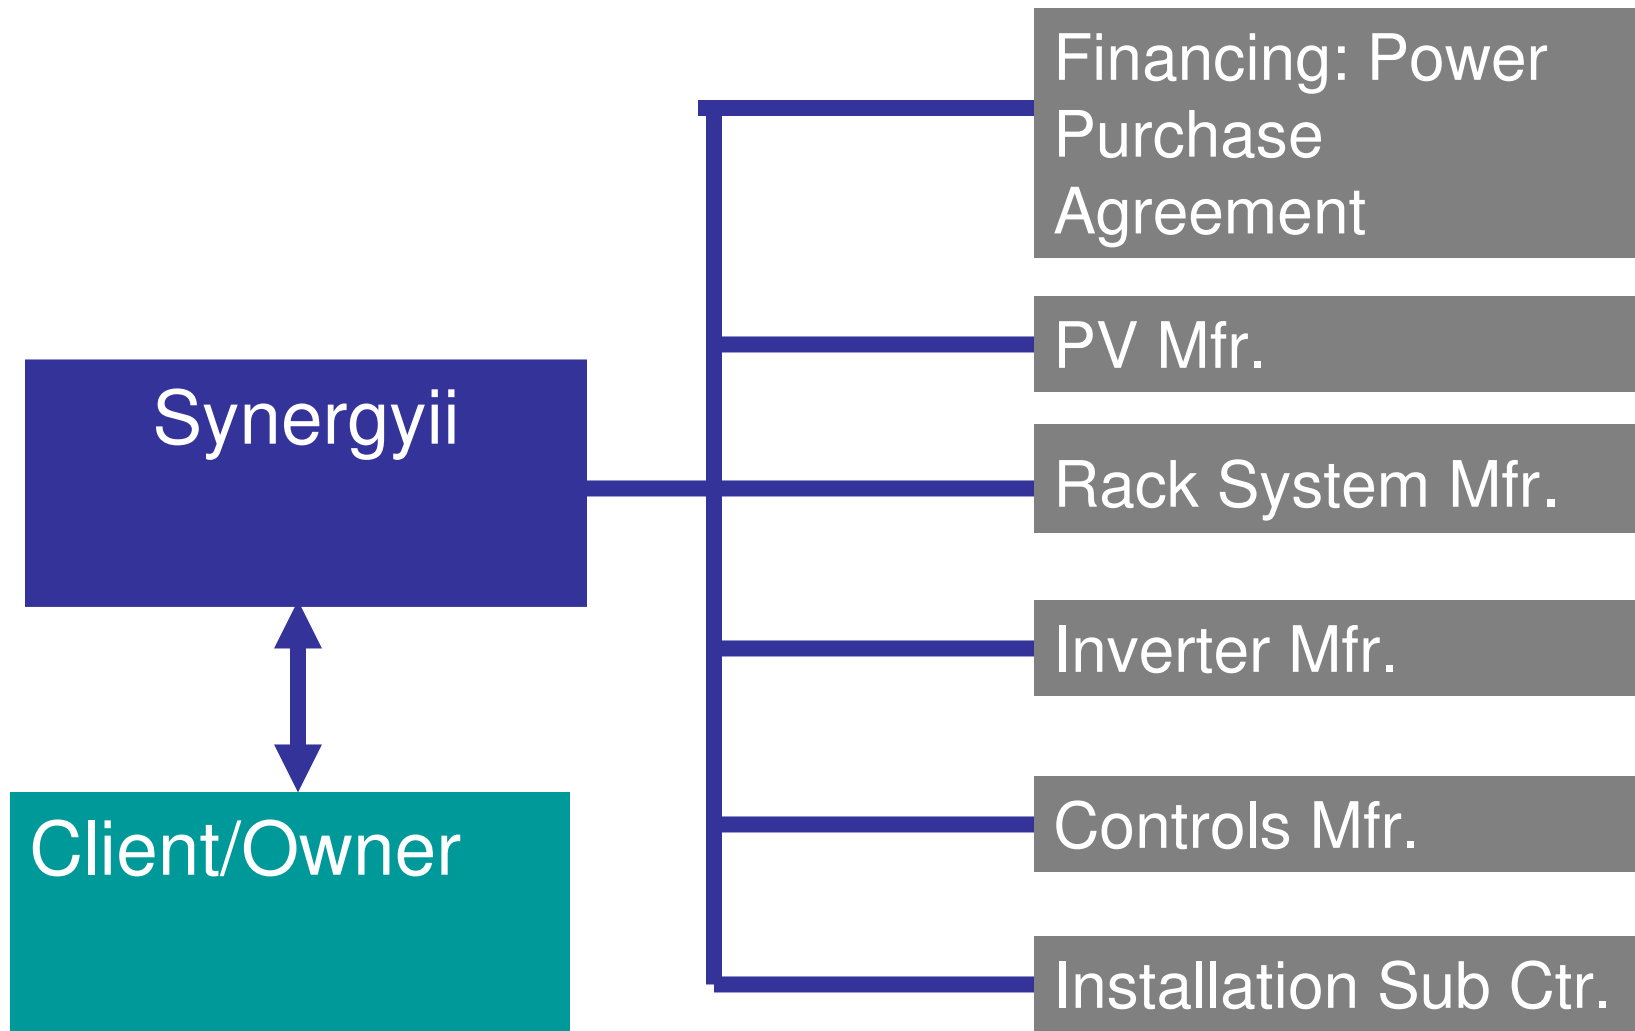 Financing: Power
Purchase
Agreement
PV Mfr.
Synergyii
Rack System Mfr.
Inverter Mfr.
Controls Mfr.
Client/Owner
Installation Sub Ctr.